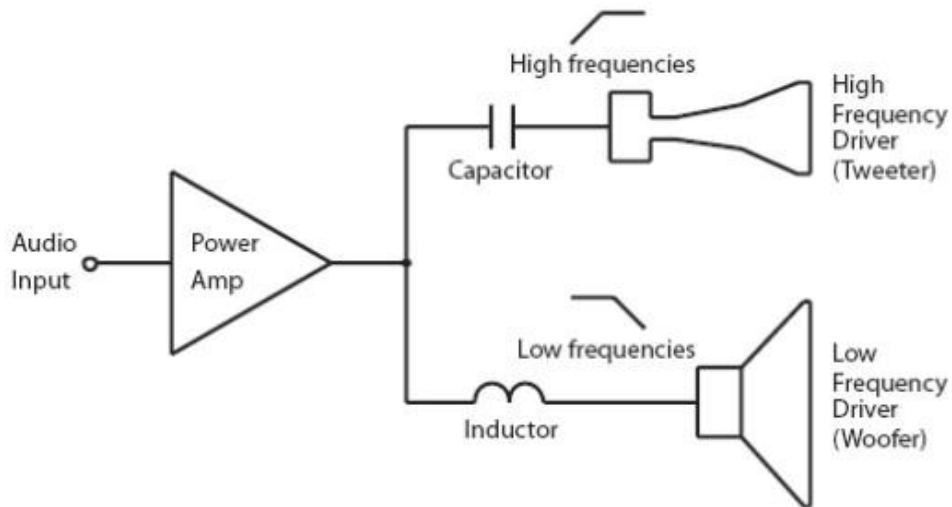 High frequencies
High
Frequency
Driver
(Tweeter)
Capacitor
Audio
Input
Power
Amp
Low frequencies
Low
Frequency
Driver
(Woofer)
Inductor